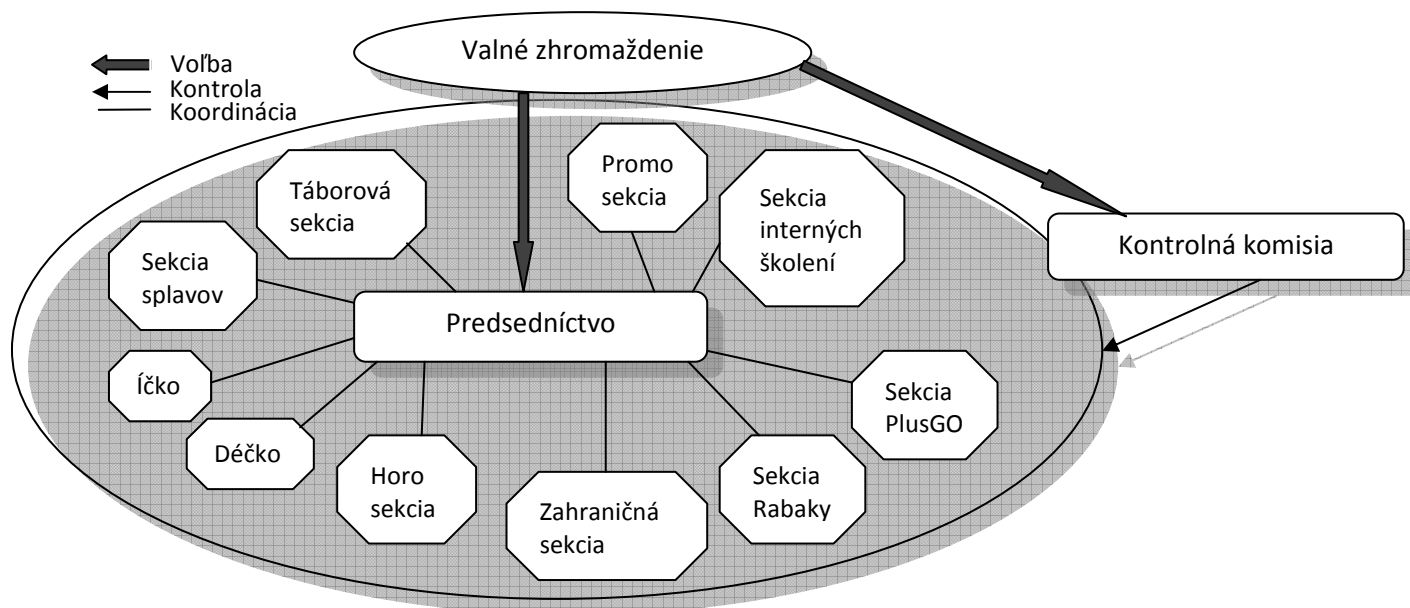 Valné zhromaždenie
Voľba
Kontrola
Koordinácia
Táborová
sekcia
Promo
sekcia
Sekcia
interných
školení
Sekcia
splavov
Kontrolná komisia
Predsedníctvo
Íčko
Sekcia
PlusGO
Déčko
Horo
sekcia
Zahraničná
sekcia
Sekcia
Rabaky